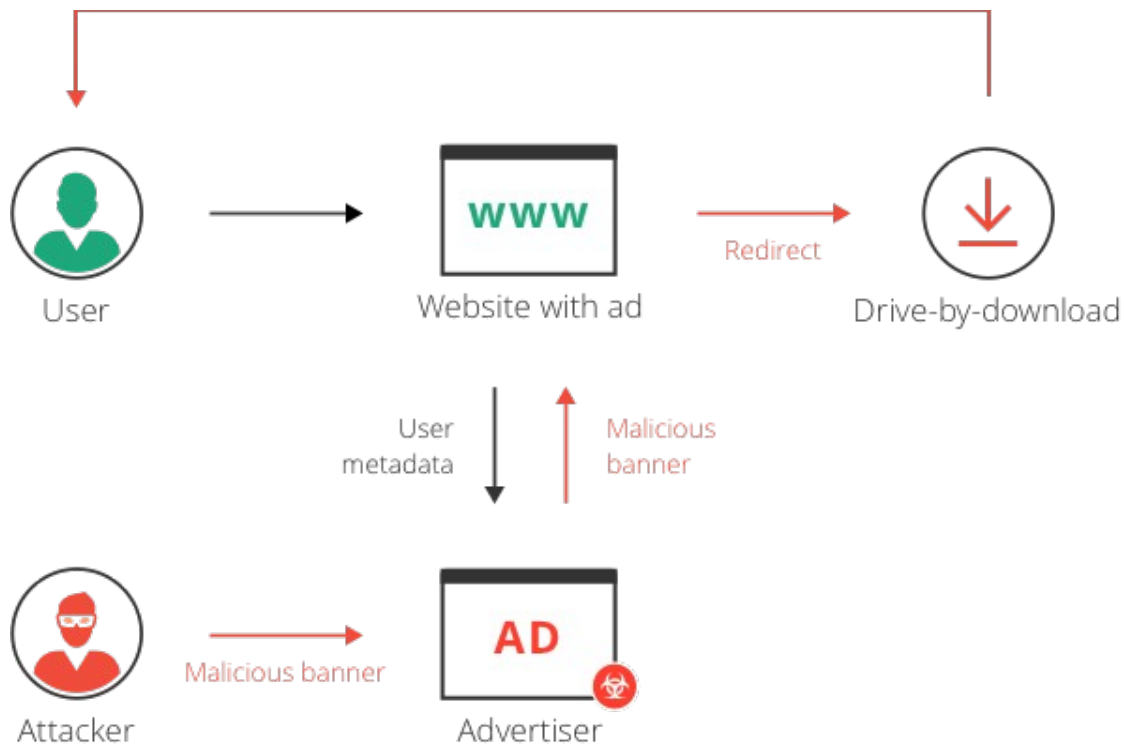 www
Redirect
User
Website with ad
Drive-by-download
User
metadata
Malicious
banner
AD
Malicious banner
Attacker
Advertiser